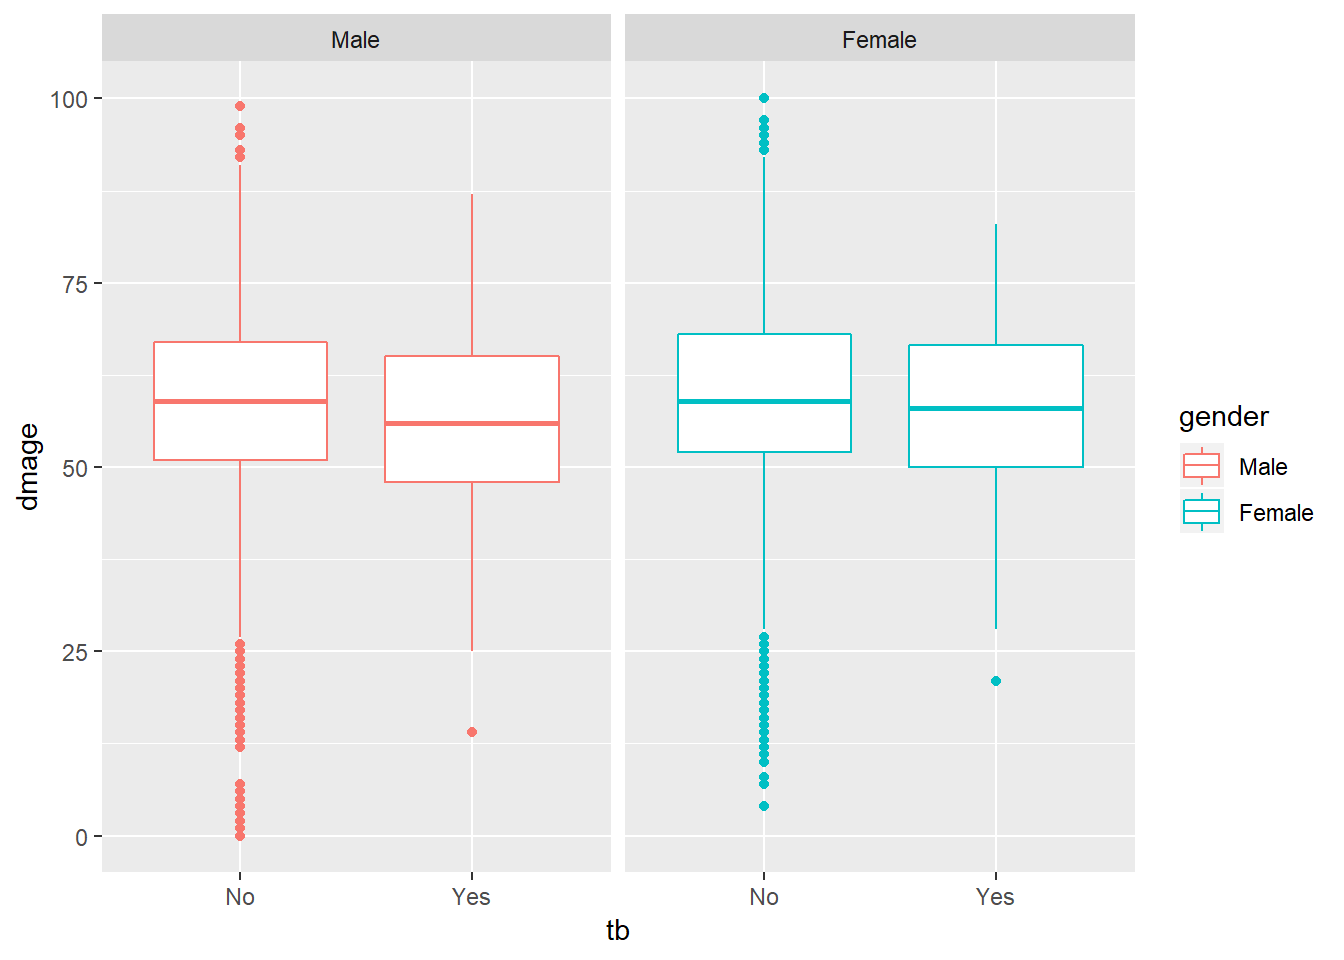 Male Female
100
75
50
25
0
dmage
No Yes No Yes
tb
gender
Male
Female